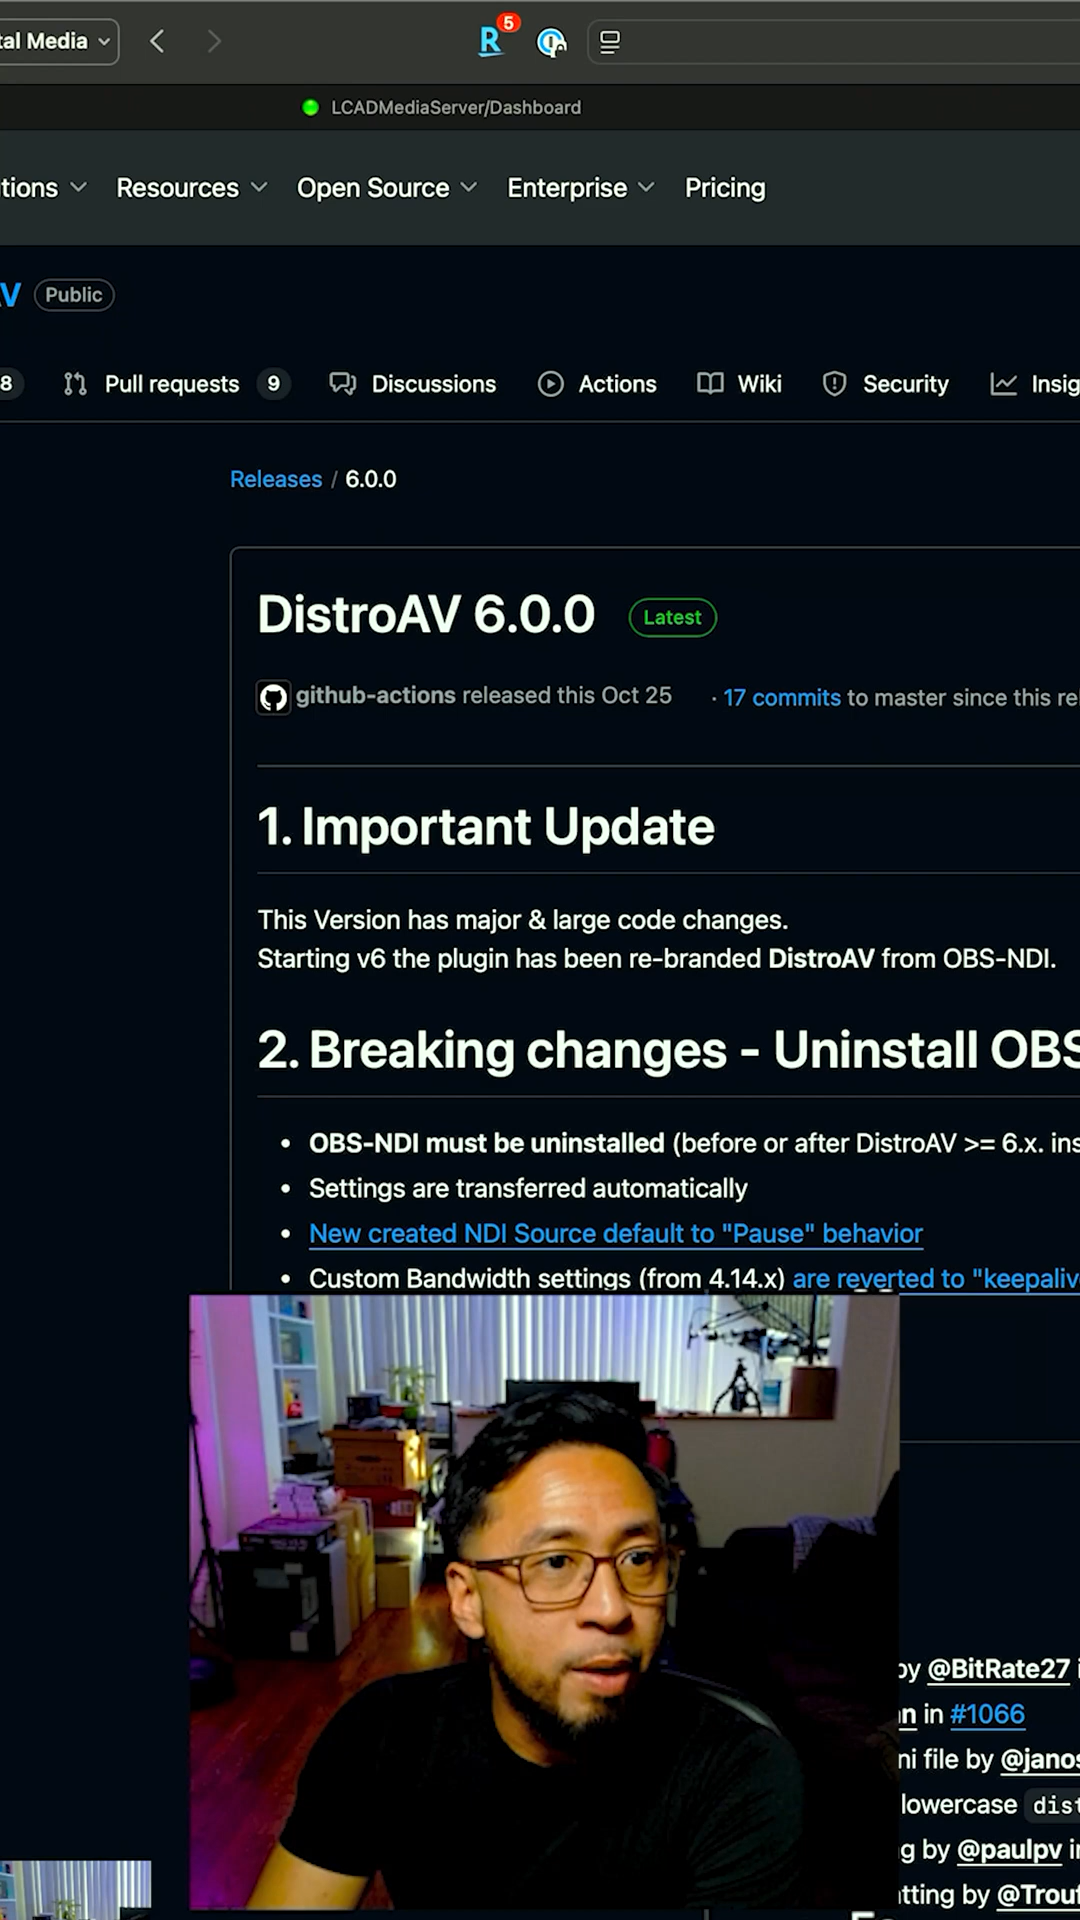 tal Media
R 5
LCADMediaServer/Dashboard
tions Resources Open Source Enterprise Pricing
V Public
8 Pull requests 9 Discussions Actions Wiki Security Insig
Releases / 6.0.0
DistroAV 6.0.0 Latest
github-actions released this Oct 25 · 17 commits to master since this rel
1. Important Update
This Version has major & large code changes.
Starting v6 the plugin has been re-branded DistroAV from OBS-NDI.
2. Breaking changes - Uninstall OBS
• OBS-NDI must be uninstalled (before or after DistroAV >= 6.x. ins
• Settings are transferred automatically
• New created NDI Source default to "Pause" behavior
• Custom Bandwidth settings (from 4.14.x) are reverted to "keepaliv
by @BitRate27 i
n in #1066
ni file by @janos
lowercase dist
g by @paulpv in
tting by @Trouf